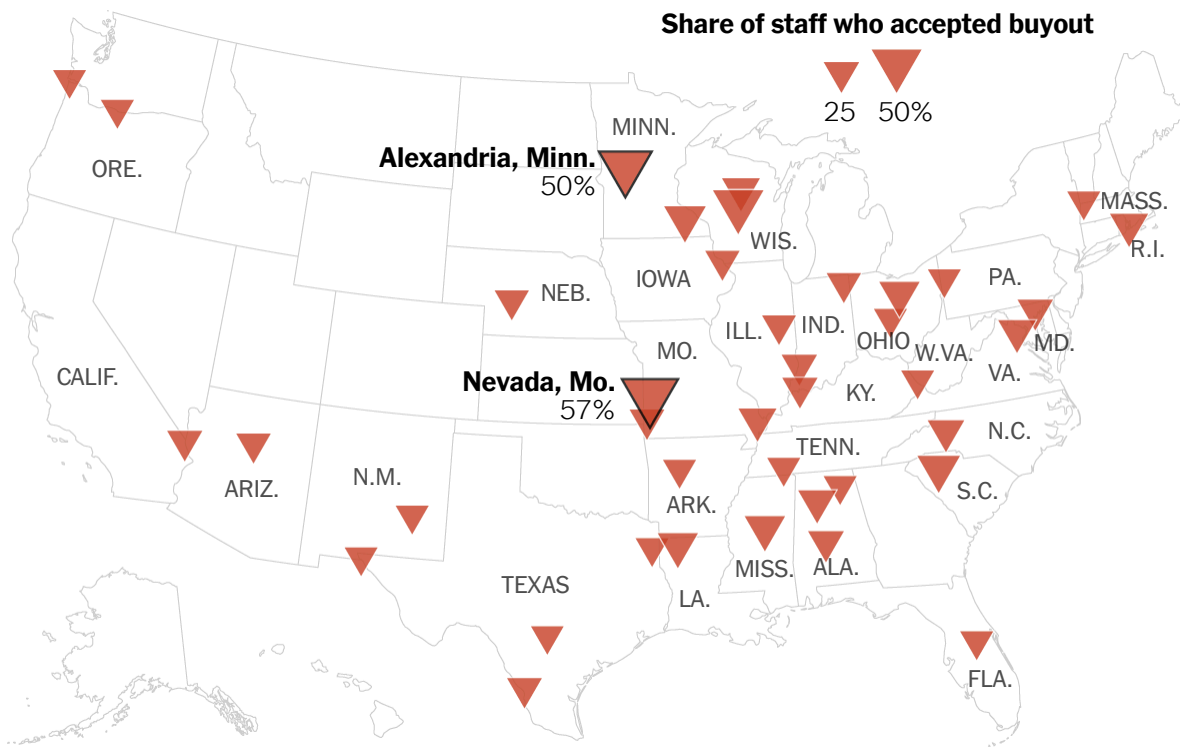 Share of staff who accepted buyout
25 50%
MINN.
Alexandria, Minn.
50%
ORE.
MASS.
R.I.
WIS.
IOWA
PA.
NEB.
ILL.
IND.
OHIO
W.VA.
MD.
MO.
VA.
CALIF.
Nevada, Mo.
57%
KY.
N.C.
TENN.
N.M.
ARIZ.
S.C.
ARK.
MISS.
ALA.
TEXAS
LA.
FLA.